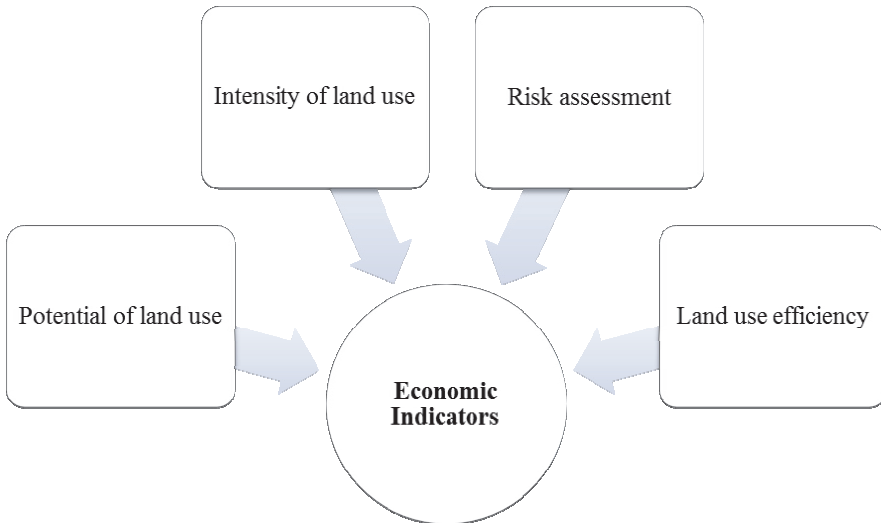 Intensity of land use
Risk assessment
Potential of land use
Land use efficiency
Economic
Indicators